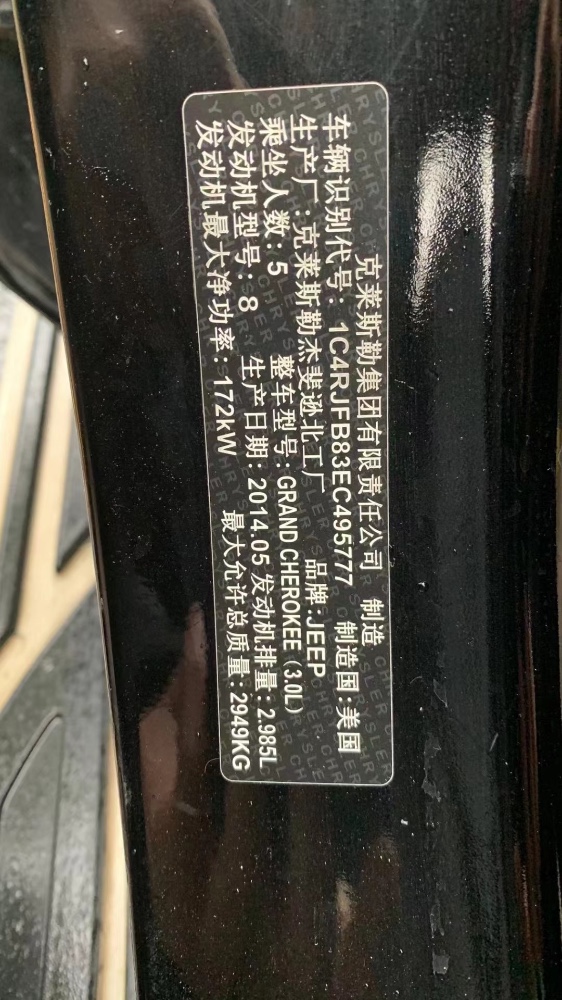 克莱斯勒集团有限责任公司 制造
车辆识别代号: 1C4RJFB83EC495777 制造国:美国
生产厂:克莱斯勒杰斐逊北工厂 品牌:JEEP
乘坐人数:5 整车型号:GRAND CHEROKEE (3.0L)
发动机型号:8 生产日期:2014.05 发动机排量:2.985L
发动机最大净功率:172kW 最大允许总质量:2949KG